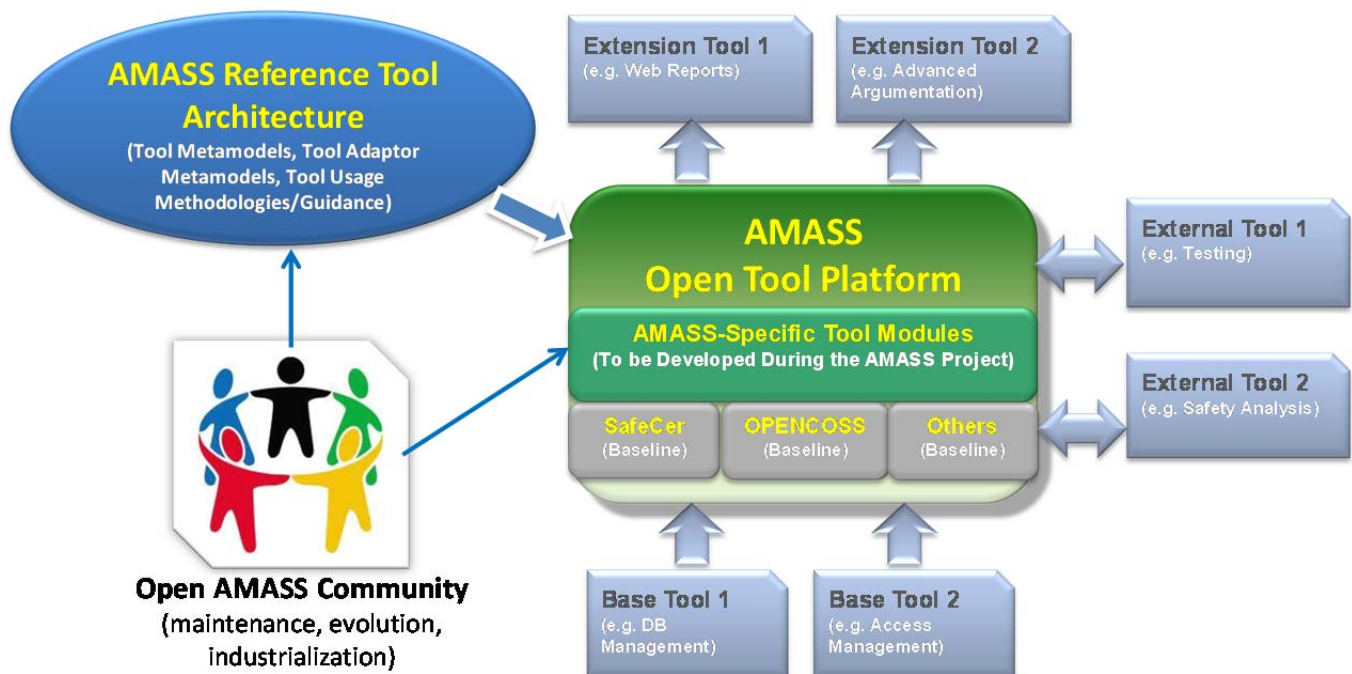 AMASS Reference Tool
Architecture
(Tool Metamodels, Tool Adaptor
Metamodels, Tool Usage
Methodologies/Guidance)
Extension Tool 1
(e.g. Web Reports)
Extension Tool 2
(e.g. Advanced
Argumentation)
AMASS
Open Tool Platform
AMASS-Specific Tool Modules
(To be Developed During the AMASS Project)
SafeCer
(Baseline)
OPENCOSS
(Baseline)
Others
(Baseline)
External Tool 1
(e.g. Testing)
External Tool 2
(e.g. Safety Analysis)
Open AMASS Community
(maintenance, evolution,
industrialization)
Base Tool 1
(e.g. DB
Management)
Base Tool 2
(e.g. Access
Management)